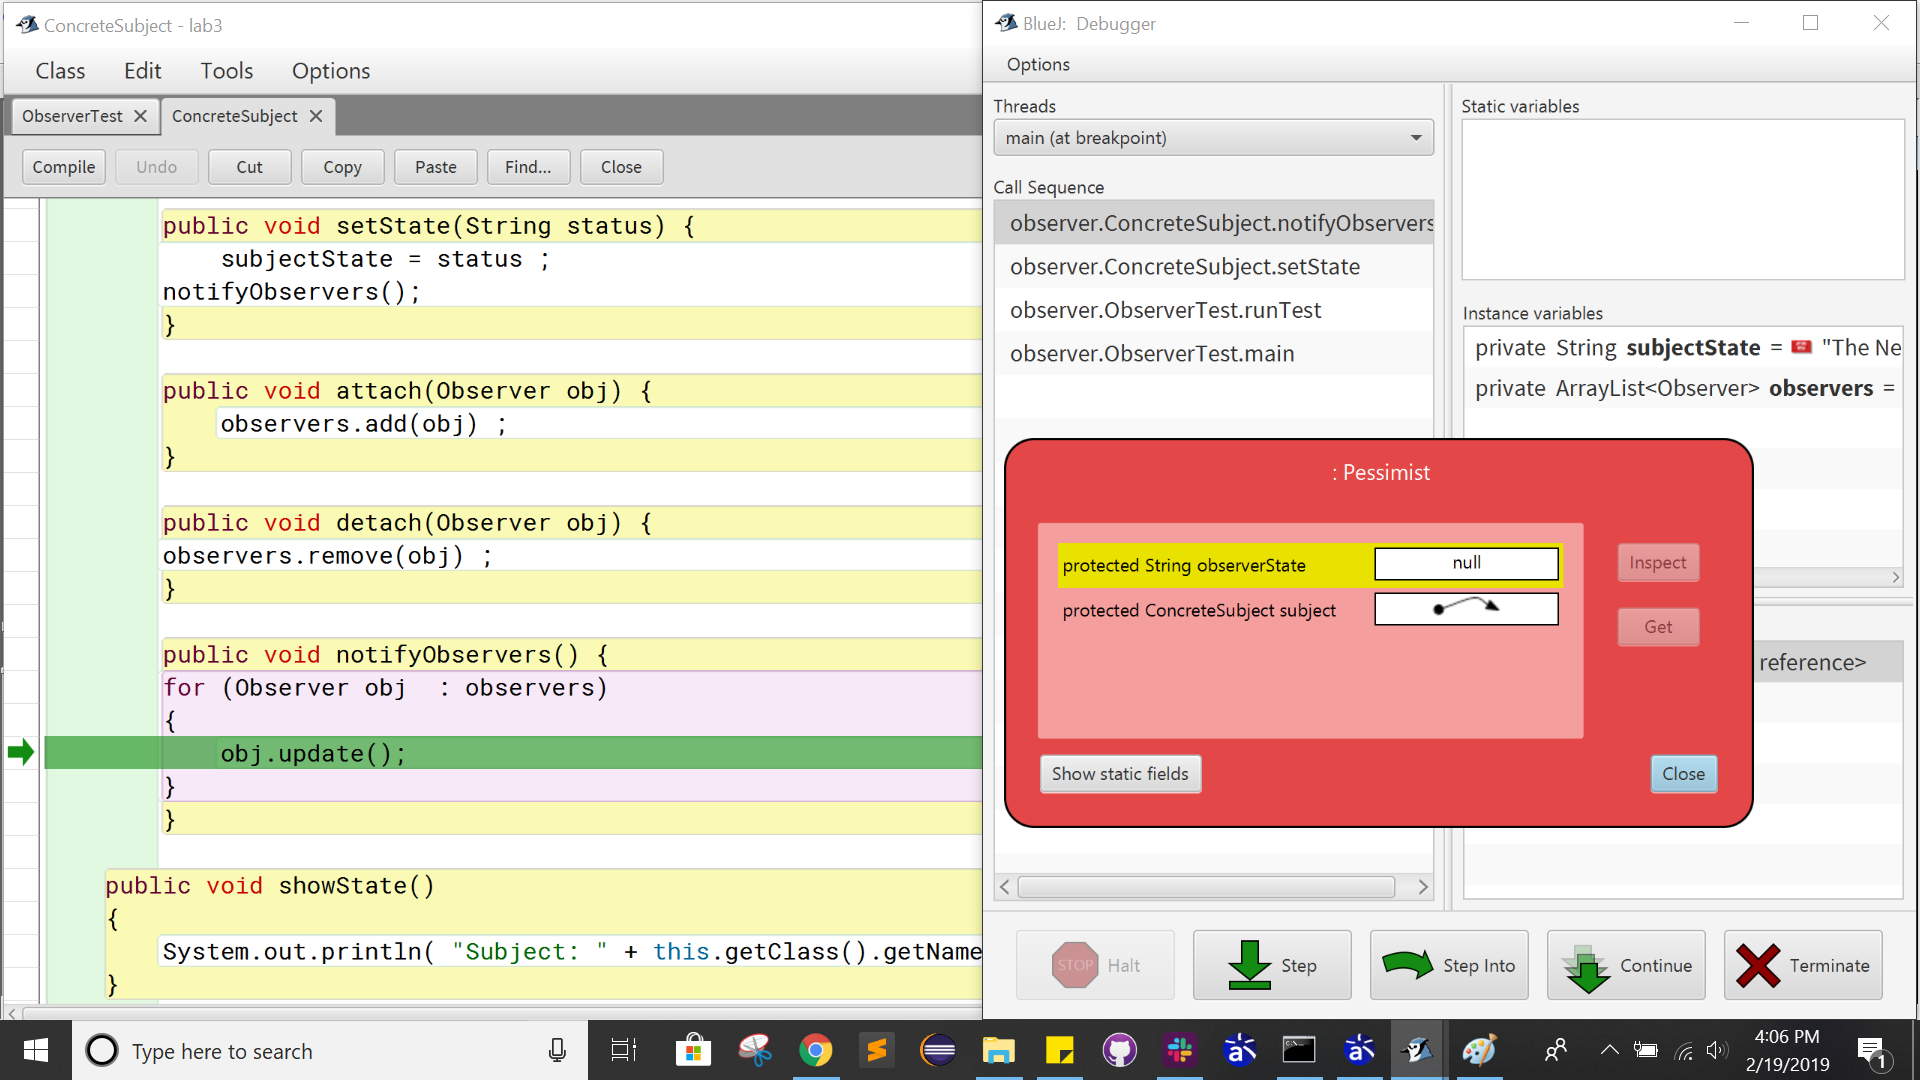 ConcreteSubject - lab3
Class Edit Tools Options
ObserverTest
ConcreteSubject
Compile Undo Cut Copy Paste Find... Close
public void setState(String status) {
subjectState = status ;
notifyObservers();
}
public void attach(Observer obj) {
observers.add(obj) ;
}
public void detach(Observer obj) {
observers.remove(obj) ;
}
public void notifyObservers() {
for (Observer obj  : observers)
{
obj.update();
}
}
public void showState()
{
System.out.println( "Subject: " + this.getClass().getName
}
BlueJ: Debugger
Options
Threads
main (at breakpoint)
Call Sequence
observer.ConcreteSubject.notifyObservers
observer.ConcreteSubject.setState
observer.ObserverTest.runTest
observer.ObserverTest.main
Static variables
Instance variables
private String subjectState = "The Ne
private ArrayList<Observer> observers =
: Pessimist
protected String observerState null
protected ConcreteSubject subject
Inspect
Get
Show static fields
Close
reference>
STOP Halt
Step
Step Into
Continue
Terminate
Type here to search
4:06 PM
2/19/2019
1